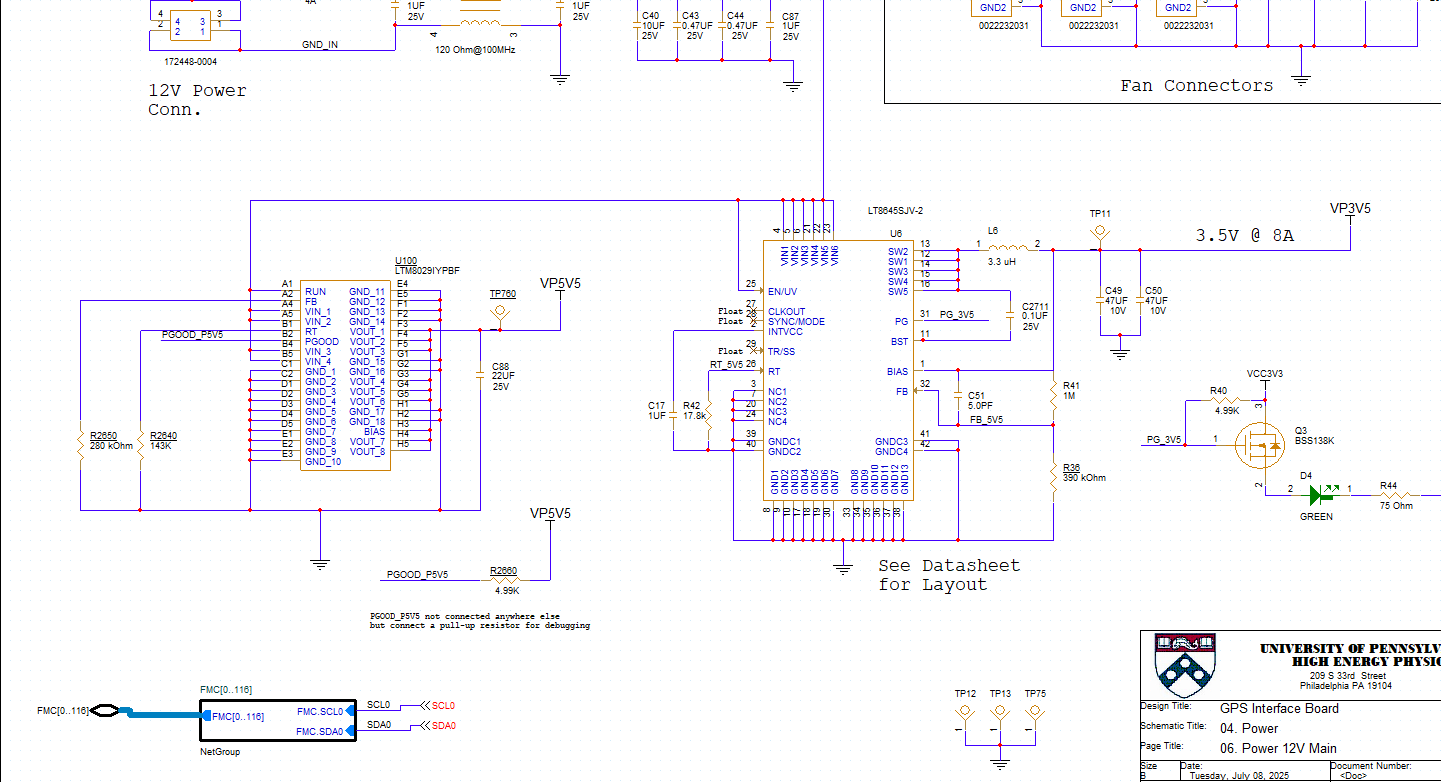 4A
1UF
25V
1UF
25V
4 4 3 3
2 2 1 1
GND_IN
4 3
120 Ohm@100MHz
172448-0004
12V Power
Conn.
C40
10UF
25V
C43
0.47UF
25V
C44
0.47UF
25V
C87
1UF
25V
GND2 3
0022232031
GND2 3
0022232031
GND2 3
0022232031
Fan Connectors
U100
LTM8029IYPBF
A1 RUN
A2 FB
A4 VIN_1
A5 VIN_2
B1 RT
B2 PGOOD
B4 VIN_3
B5 VIN_4
C1 GND_1
C2 GND_2
D1 GND_3
D2 GND_4
D3 GND_5
D4 GND_6
D5 GND_7
E1 GND_8
E2 GND_9
E3 GND_10
GND_11 E4
GND_12 E5
GND_13 F1
GND_14 F2
VOUT_1 F3
VOUT_2 F4
VOUT_3 F5
GND_15 G1
GND_16 G2
VOUT_4 G3
VOUT_5 G4
VOUT_6 G5
GND_17 H1
GND_18 H2
BIAS H3
VOUT_7 H4
VOUT_8 H5
PGOOD_P5V5
R2650
280 kOhm
R2640
143K
TP760
VP5V5
C88
22UF
25V
VP5V5
PGOOD_P5V5
R2660
4.99K
PGOOD_P5V5 not connected anywhere else
but connect a pull-up resistor for debugging
LT8645SJV-2
U6
4 VIN1
5 VIN2
6 VIN3
21 VIN4
22 VIN5
23 VIN6
25 EN/UV
Float 27 CLKOUT
Float 28 SYNC/MODE
2 INTVCC
Float 29 TR/SS
RT_5V5 26 RT
3 NC1
7 NC2
20 NC3
24 NC4
39 GNDC1
40 GNDC2
SW2 13
SW1 12
SW3 14
SW4 15
SW5 16
PG 31 PG_3V5
BST 11
BIAS 1
FB 32
GNDC3 41
GNDC4 42
GND1 8
GND2 9
GND3 10
GND4 17
GND5 18
GND6 19
GND7 30
GND8 33
GND9 34
GND10 35
GND11 36
GND12 37
GND13 38
C17
1UF
R42
17.8k
L6
1 2
3.3 uH
C2711
0.1UF
25V
C51
5.0PF
FB_5V5
R41
1M
R36
390 kOhm
TP11
3.5V @ 8A
VP3V5
C49
47UF
10V
C50
47UF
10V
VCC3V3
R40
4.99K
3
PG_3V5
1
Q3
BSS138K
2
D4
2 1
GREEN
R44
75 Ohm
See Datasheet
for Layout
FMC[0..116]
FMC[0..116]
FMC[0..116]
FMC.SCL0
FMC.SDA0
SCL0
SCL0
SDA0
SDA0
NetGroup
TP12 TP13 TP75
1 1 1
UNIVERSITY OF PENNSYLV
HIGH ENERGY PHYSIC
209 S 33rd Street
Philadelphia PA 19104
Design Title: GPS Interface Board
Schematic Title: 04. Power
Page Title: 06. Power 12V Main
Size
B
Date:
Tuesday, July 08, 2025
Document Number:
<Doc>